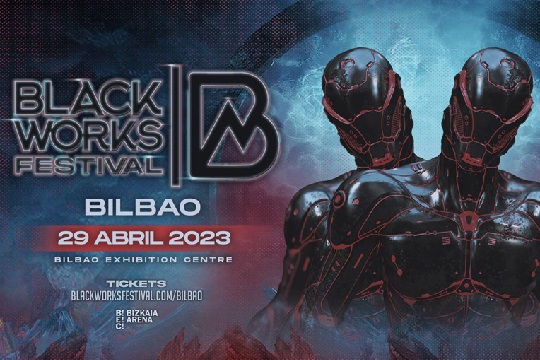 BLACK
WORKS
FESTIVAL
BILBAO
29 ABRIL 2023
BILBAO EXHIBITION CENTRE
TICKETS
BLACKWORKSFESTIVAL.COM/BILBAO
B! BIZKAIA
E! ARENA
C!